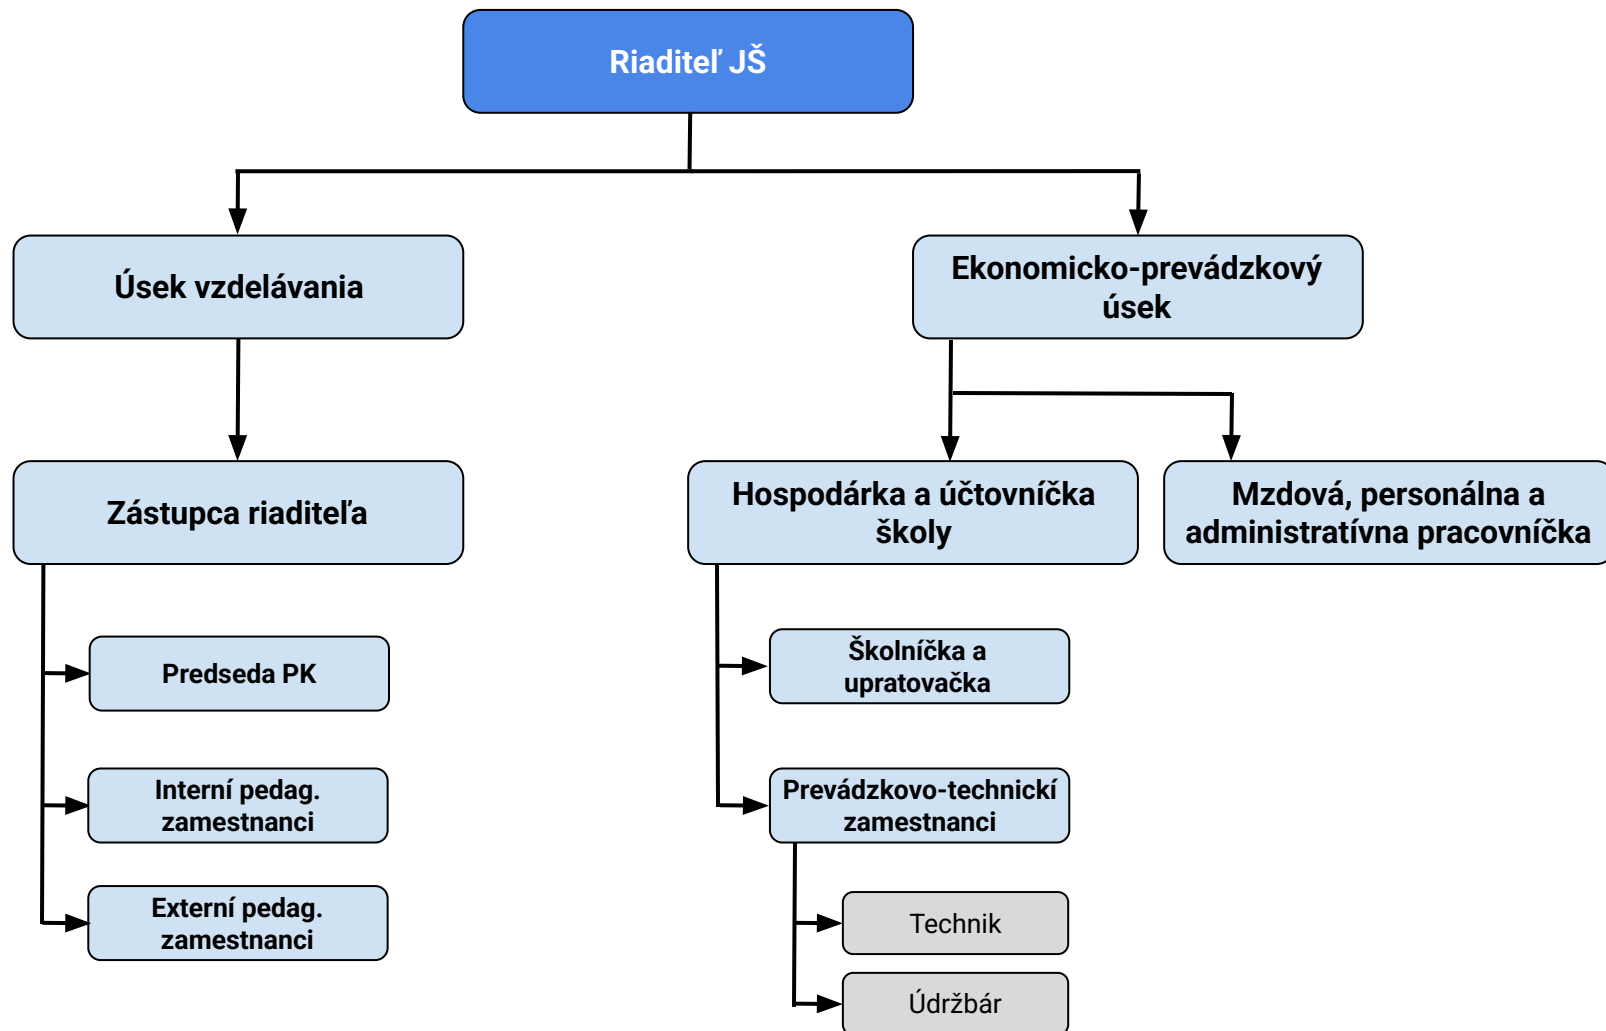 Riaditeľ JŠ
Úsek vzdelávania
Ekonomicko-prevádzkový
úsek
Zástupca riaditeľa
Hospodárka a účtovníčka
školy
Mzdová, personálna a
administratívna pracovníčka
Predseda PK
Interní pedag.
zamestnanci
Externí pedag.
zamestnanci
Školníčka a
upratovačka
Prevádzkovo-technickí
zamestnanci
Technik
Údržbár